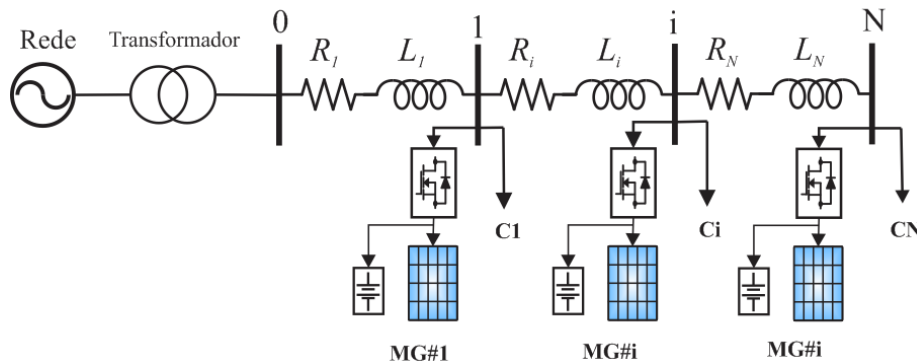 Rede
Transformador
0
R1
L1
1
Ri
Li
i
RN
LN
N
C1
Ci
CN
MG#1
MG#i
MG#i